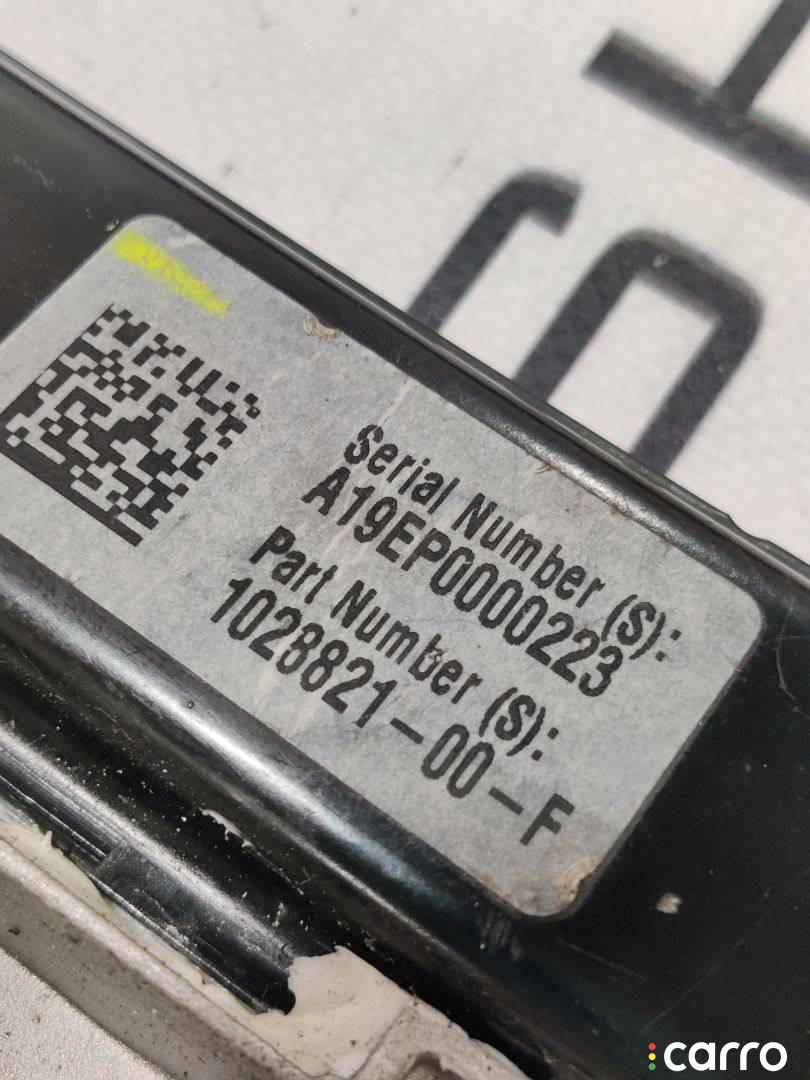 Serial Number (S):
A19EP0000223
Part Number (S):
1028821-00-F
carro